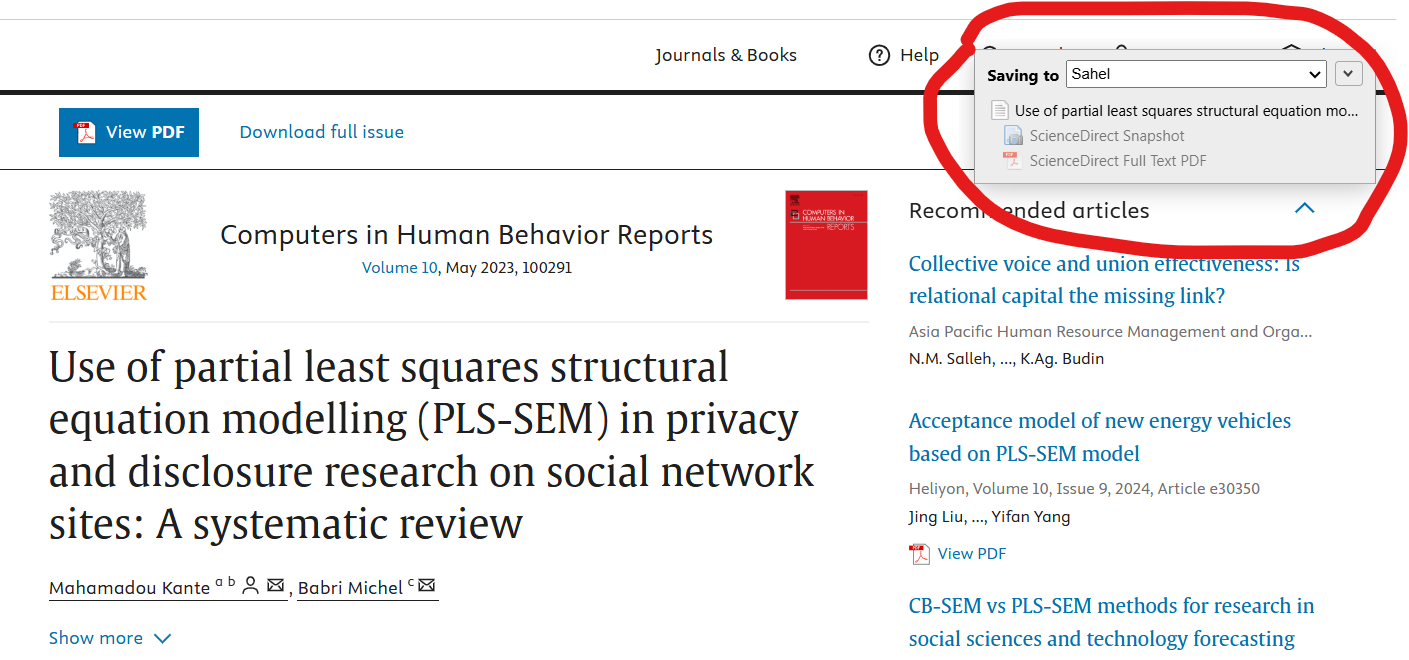 Journals & Books
Help
Saving to Sahel
Use of partial least squares structural equation mo...
ScienceDirect Snapshot
ScienceDirect Full Text PDF
View PDF
Download full issue
ELSEVIER
Computers in Human Behavior Reports
Volume 10, May 2023, 100291
COMPUTERS IN
HUMAN BEHAVIOR
REPORTS
Use of partial least squares structural
equation modelling (PLS-SEM) in privacy
and disclosure research on social network
sites: A systematic review
Mahamadou Kante a b, Babri Michel c
Show more
Recommended articles
Collective voice and union effectiveness: Is
relational capital the missing link?
Asia Pacific Human Resource Management and Orga...
N.M. Salleh, ..., K.Ag. Budin
Acceptance model of new energy vehicles
based on PLS-SEM model
Heliyon, Volume 10, Issue 9, 2024, Article e30350
Jing Liu, ..., Yifan Yang
View PDF
CB-SEM vs PLS-SEM methods for research in
social sciences and technology forecasting